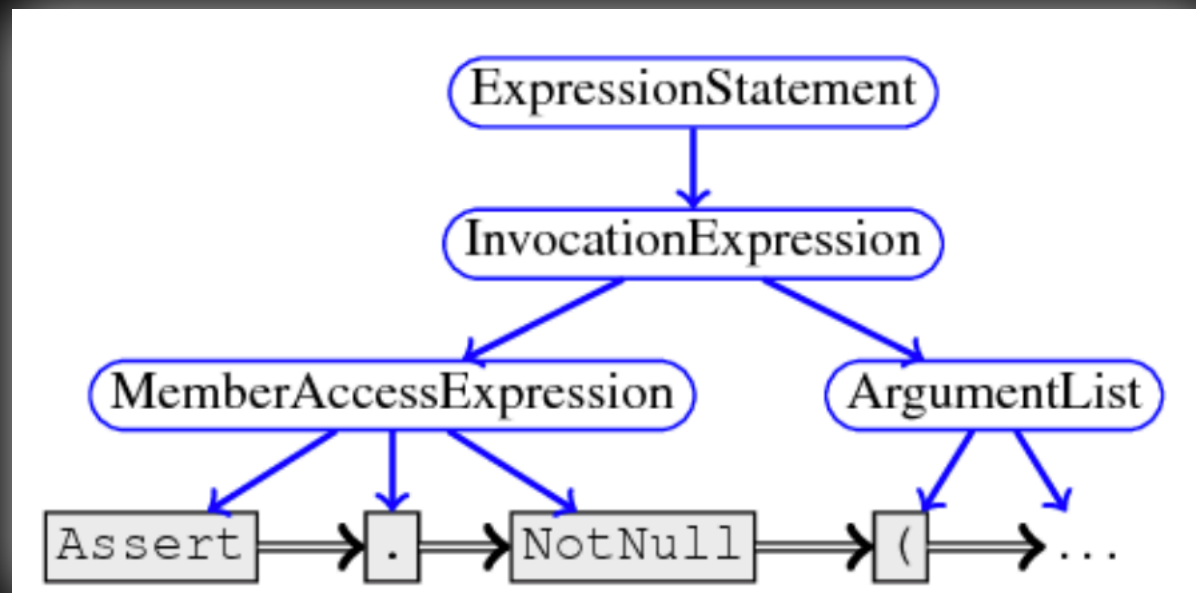 ExpressionStatement
InvocationExpression
MemberAccessExpression ArgumentList
Assert . NotNull ( ...